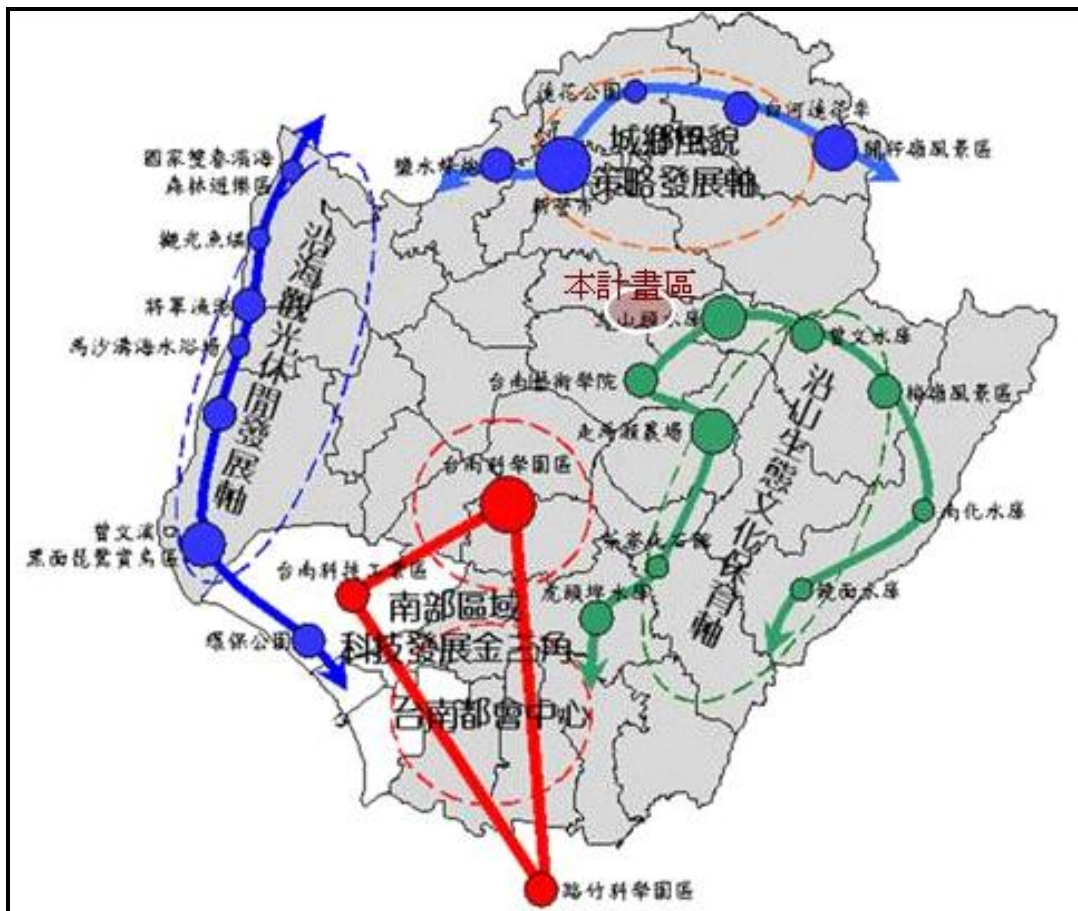 蓮花公園
白河蓮花季
關仔嶺風景區
鹽水蜂炮
新營市
城鄉風貌
策略發展軸
國家雙春濱海
森林遊樂區
觀光魚塭
將軍漁港
馬沙溝海水浴場
沿海觀光休閒發展軸
曾文溪口
黑面琵鷺賞鳥區
環保公園
本計畫區
烏山頭水庫
曾文水庫
台南藝術學院
梅嶺風景區
走馬瀨農場
沿山生態文化保育軸
南化水庫
鏡面水庫
虎頭埤水庫
台南科學園區
台南科技工業區
南部區域
科技發展金三角
台南都會中心
路竹科學園區